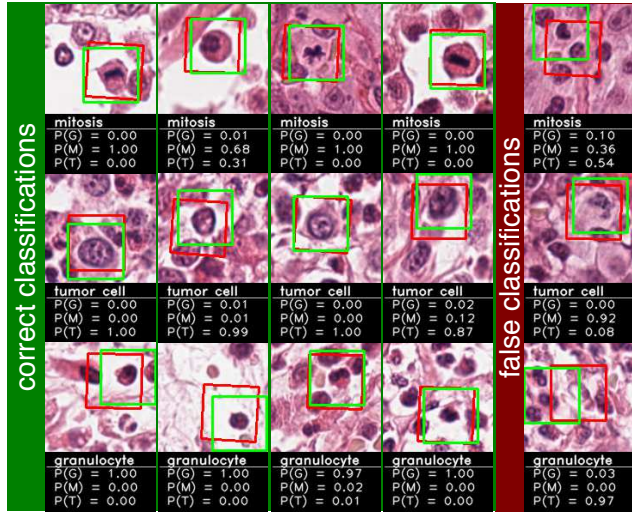 correct classifications
mitosis
P(G) = 0.00
P(M) = 1.00
P(T) = 0.00
mitosis
P(G) = 0.01
P(M) = 0.68
P(T) = 0.31
mitosis
P(G) = 0.00
P(M) = 1.00
P(T) = 0.00
mitosis
P(G) = 0.00
P(M) = 1.00
P(T) = 0.00
tumor cell
P(G) = 0.00
P(M) = 0.00
P(T) = 1.00
tumor cell
P(G) = 0.01
P(M) = 0.01
P(T) = 0.99
tumor cell
P(G) = 0.00
P(M) = 0.00
P(T) = 1.00
tumor cell
P(G) = 0.02
P(M) = 0.12
P(T) = 0.87
granulocyte
P(G) = 1.00
P(M) = 0.00
P(T) = 0.00
granulocyte
P(G) = 1.00
P(M) = 0.00
P(T) = 0.00
granulocyte
P(G) = 0.97
P(M) = 0.02
P(T) = 0.01
granulocyte
P(G) = 1.00
P(M) = 0.00
P(T) = 0.00
false classifications
mitosis
P(G) = 0.10
P(M) = 0.36
P(T) = 0.54
tumor cell
P(G) = 0.00
P(M) = 0.92
P(T) = 0.08
granulocyte
P(G) = 0.03
P(M) = 0.00
P(T) = 0.97